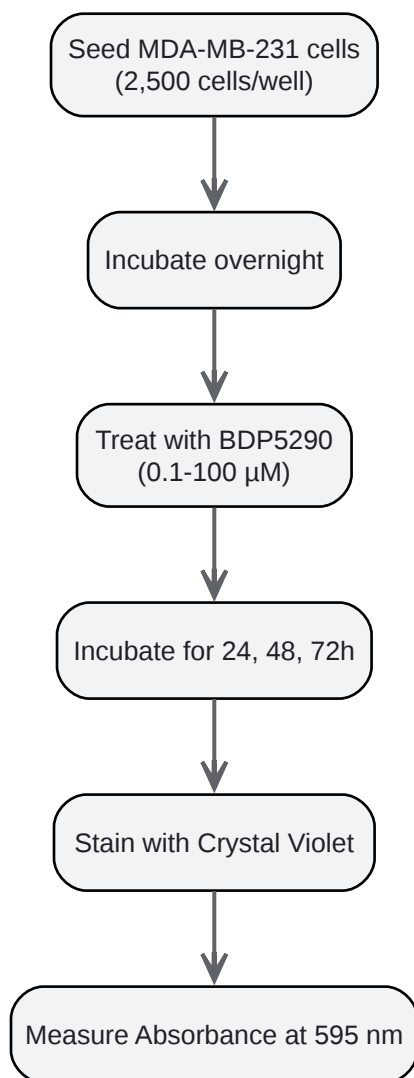 Seed MDA-MB-231 cells
(2,500 cells/well)
Incubate overnight
Treat with BDP5290
(0.1-100 µM)
Incubate for 24, 48, 72h
Stain with Crystal Violet
Measure Absorbance at 595 nm